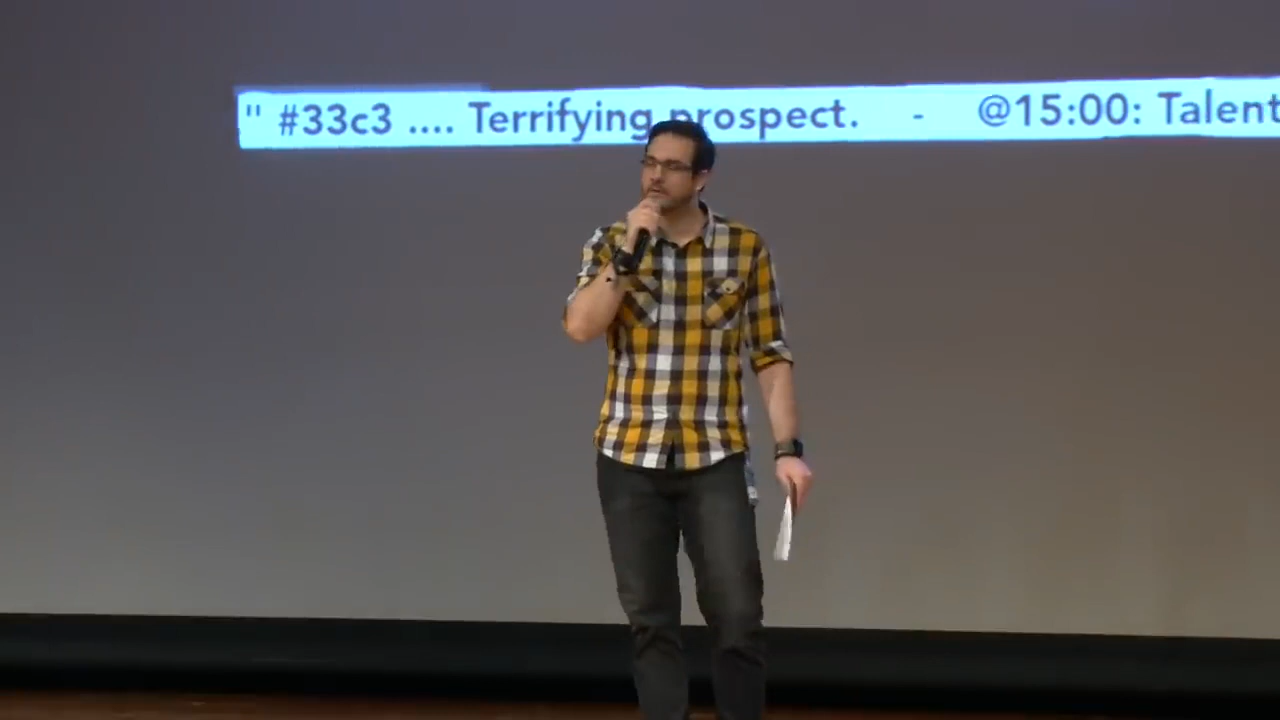 " #33c3 .... Terrifying prospect. - @15:00: Talent